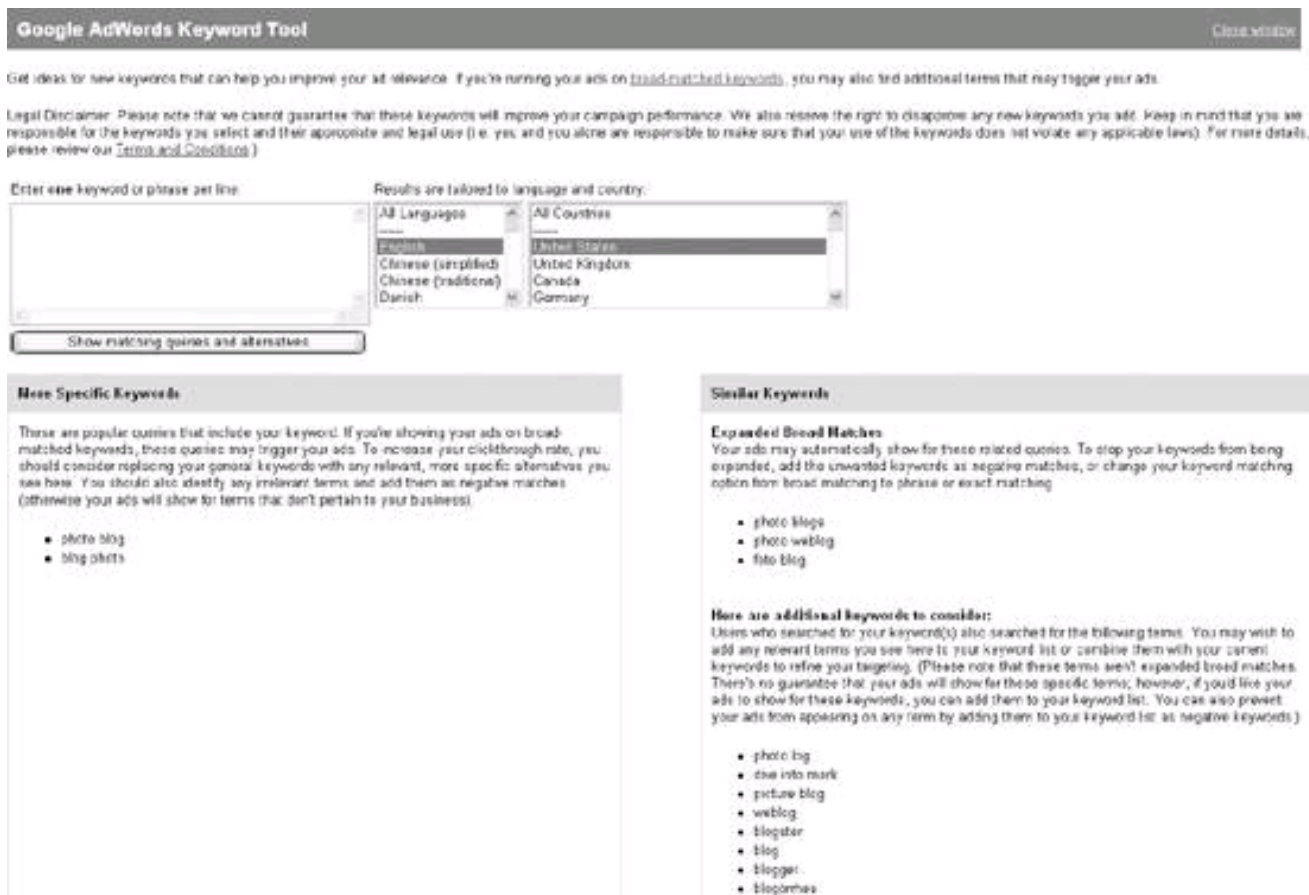 Google AdWords Keyword Tool
Close window
Get ideas for new keywords that can help you improve your ad relevance. If you're running your ads on broad-matched keywords, you may also find additional terms that may trigger your ads.
Legal Disclaimer: Please note that we cannot guarantee that these keywords will improve your campaign performance. We also reserve the right to disapprove any new keywords you add. Keep in mind that you are
responsible for the keywords you select and their appropriate and legal use (i.e. you and you alone are responsible to make sure that your use of the keywords does not violate any applicable laws). For more details,
please review our Terms and Conditions.)
Enter one keyword or phrase per line:
Results are tailored to language and country:
All Languages
-----
English
Chinese (simplified)
Chinese (traditional)
Danish
All Countries
-----
United States
United Kingdom
Canada
Germany
Show matching queries and alternatives
More Specific Keywords
These are popular queries that include your keyword. If you're showing your ads on broad-
matched keywords, these queries may trigger your ads. To increase your clickthrough rate, you
should consider replacing your general keywords with any relevant, more specific alternatives you
see here. You should also identify any irrelevant terms and add them as negative matches
(otherwise your ads will show for terms that don't pertain to your business).
• photo blog
• blog photo
Similar Keywords
Expanded Broad Matches
Your ads may automatically show for these related queries. To stop your keywords from being
expanded, add the unwanted keywords as negative matches, or change your keyword matching
option from broad matching to phrase or exact matching.
• photo blogs
• photo weblog
• foto blog
Here are additional keywords to consider:
Users who searched for your keyword(s) also searched for the following terms. You may wish to
add any relevant terms you see here to your keyword list or combine them with your current
keywords to refine your targeting. (Please note that these terms aren't expanded broad matches.
There's no guarantee that your ads will show for these specific terms; however, if you'd like your
ads to show for these keywords, you can add them to your keyword list. You can also prevent
your ads from appearing on any term by adding them to your keyword list as negative keywords.)
• photo log
• dive into mark
• picture blog
• weblog
• blogster
• blog
• blogger